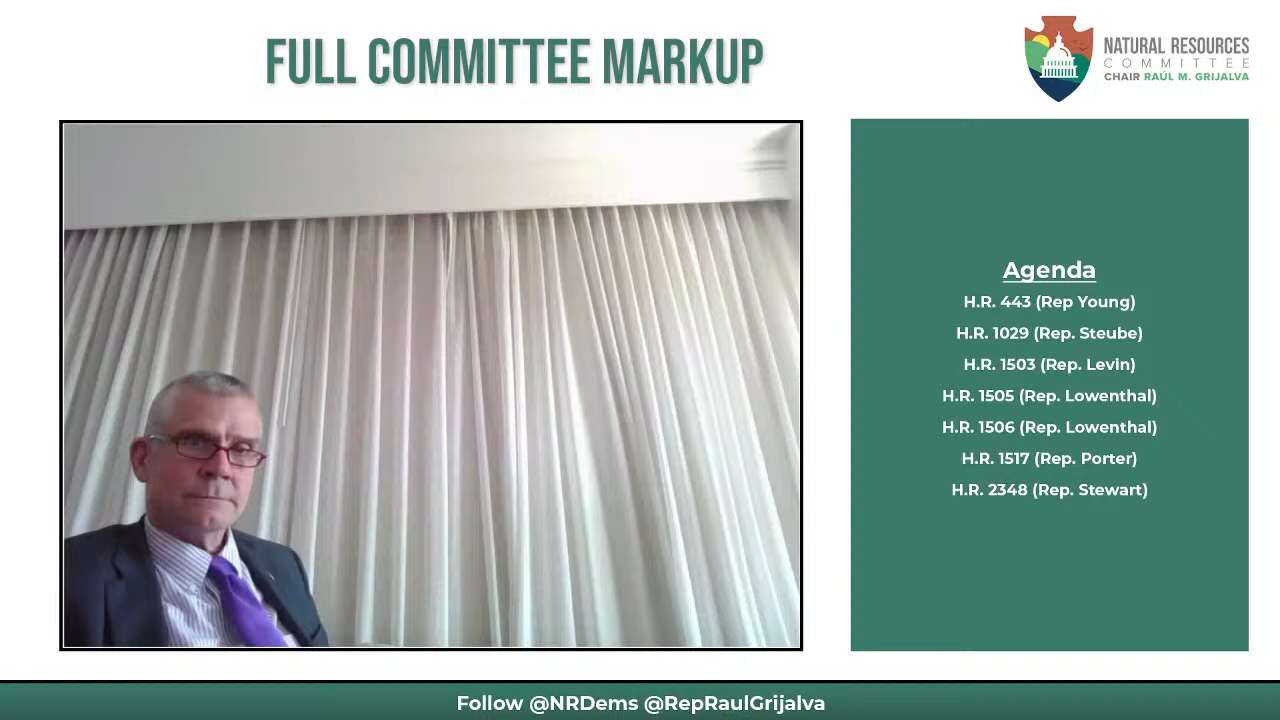 FULL COMMITTEE MARKUP
NATURAL RESOURCES
COMMITTEE
CHAIR RAÚL M. GRIJALVA
Agenda
H.R. 443 (Rep Young)
H.R. 1029 (Rep. Steube)
H.R. 1503 (Rep. Levin)
H.R. 1505 (Rep. Lowenthal)
H.R. 1506 (Rep. Lowenthal)
H.R. 1517 (Rep. Porter)
H.R. 2348 (Rep. Stewart)
Follow @NRDems @RepRaulGrijalva